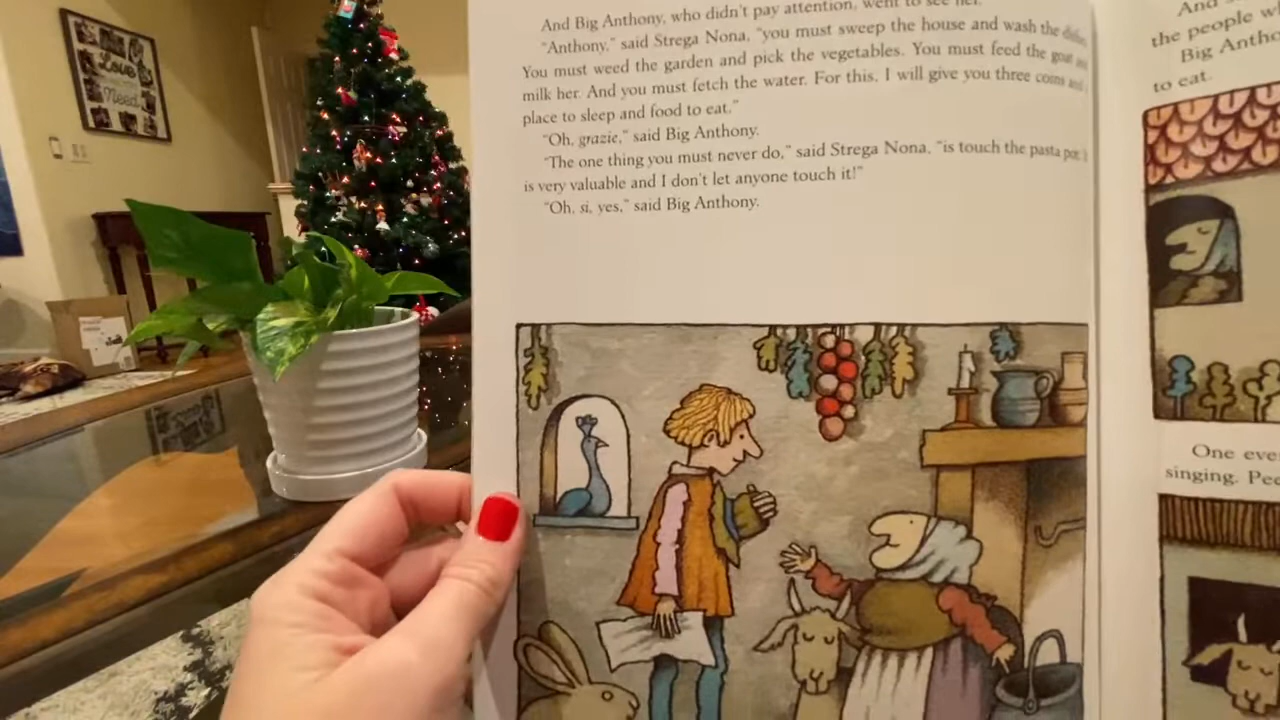 And Big Anthony, who didn't pay attention, went to see her.
"Anthony," said Strega Nona, "you must sweep the house and wash the dishes.
You must weed the garden and pick the vegetables. You must feed the goat and
milk her. And you must fetch the water. For this, I will give you three coins and
place to sleep and food to eat."
"Oh, grazie," said Big Anthony.
"The one thing you must never do," said Strega Nona, "is touch the pasta pot.
is very valuable and I don't let anyone touch it!"
"Oh, si, yes," said Big Anthony.
And
the people
Big
to eat.
One
singing.
Love
Need